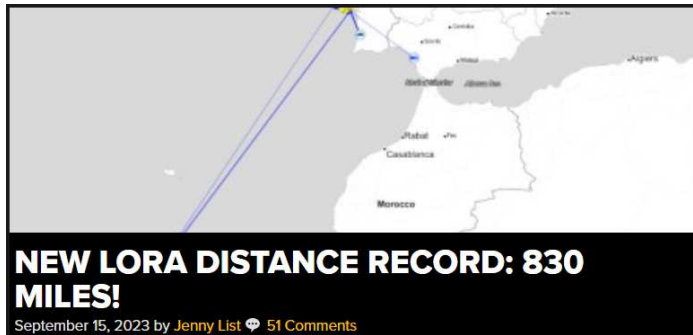 Algiers
Rabat
Casablanca
Morocco
NEW LORA DISTANCE RECORD: 830
MILES!
September 15, 2023 by Jenny List 51 Comments